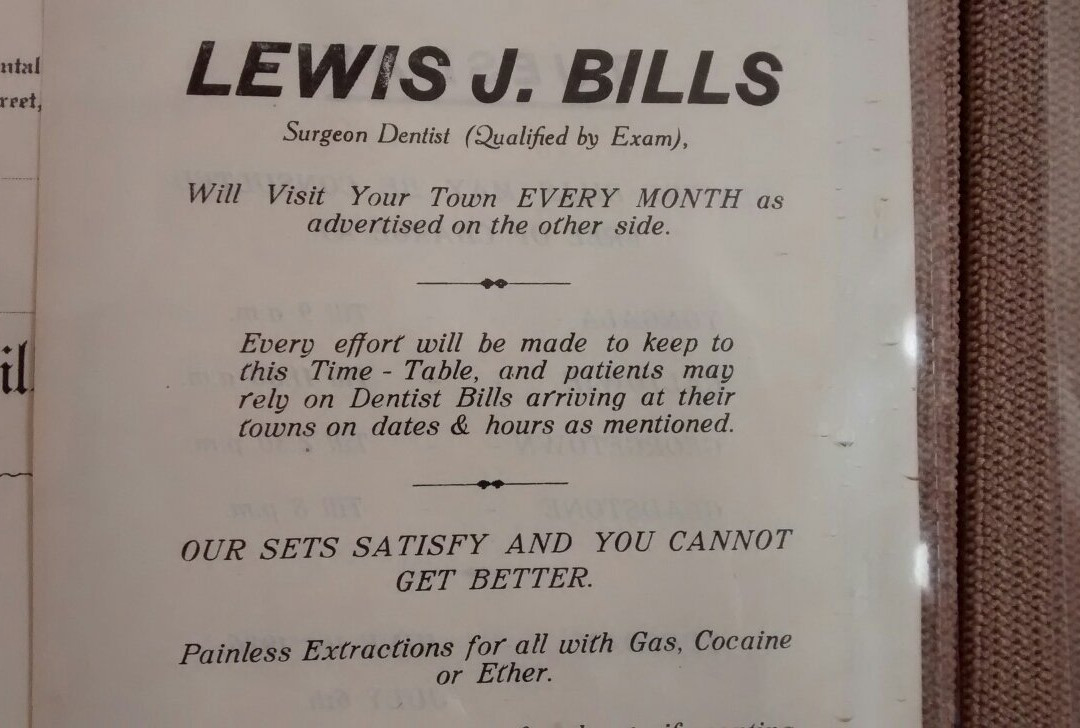 ntal
reet,
il
LEWIS J. BILLS
Surgeon Dentist (Qualified by Exam),
Will Visit Your Town EVERY MONTH as
advertised on the other side.
Every effort will be made to keep to
this Time - Table, and patients may
rely on Dentist Bills arriving at their
towns on dates & hours as mentioned.
OUR SETS SATISFY AND YOU CANNOT
GET BETTER.
Painless Extractions for all with Gas, Cocaine
or Ether.